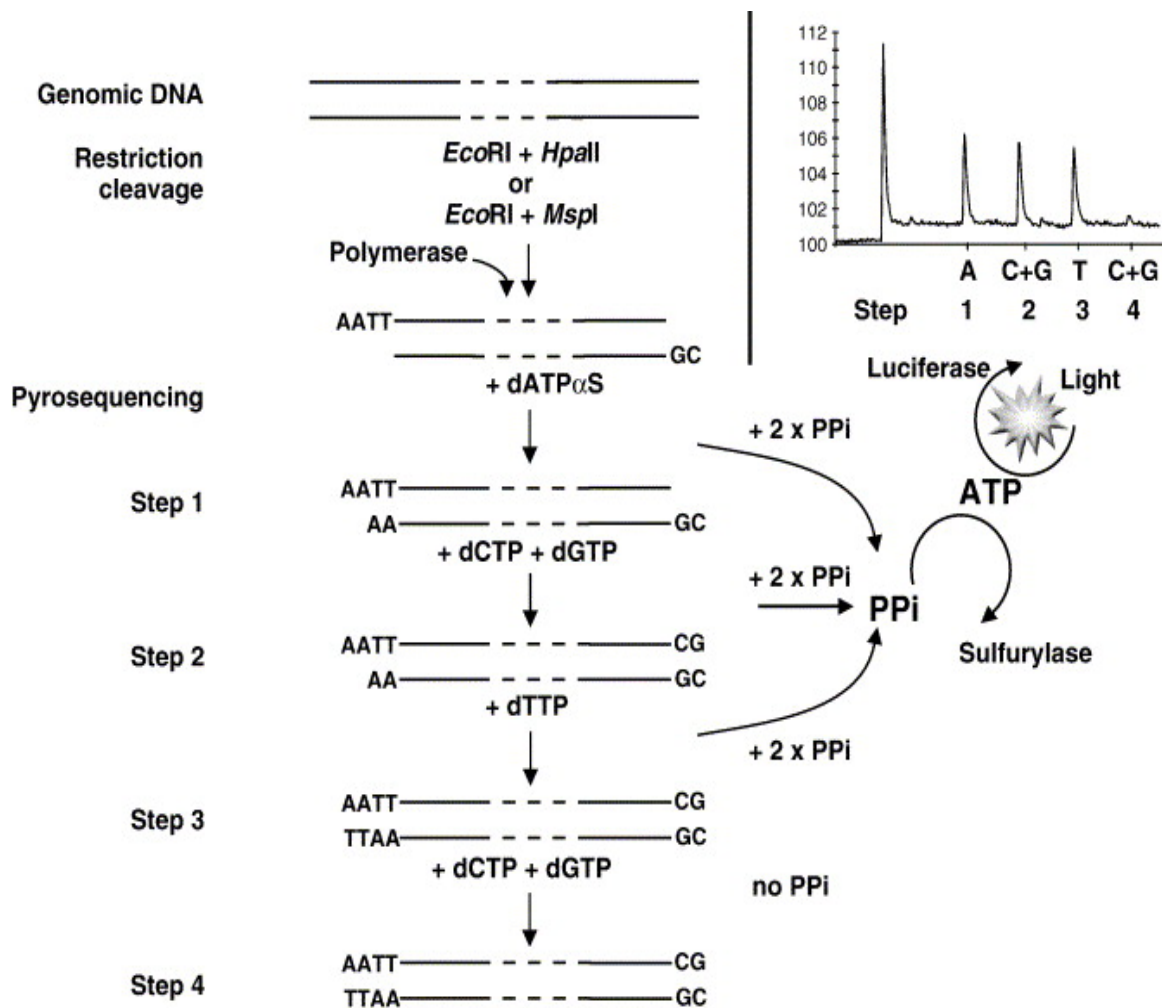 Genomic DNA
Restriction
cleavage
EcoRI + HpaII
or
EcoRI + MspI
Polymerase
AATT
GC
+ dATPαS
Pyrosequencing
Step 1
AATT
AA
GC
+ dCTP + dGTP
Step 2
AATT
CG
AA
GC
+ dTTP
Step 3
AATT
CG
TTAA
GC
+ dCTP + dGTP
Step 4
AATT
CG
TTAA
GC
+ 2 x PPi
+ 2 x PPi
+ 2 x PPi
no PPi
PPi
Sulfurylase
ATP
Luciferase
Light
112
110
108
106
104
102
100
A C+G T C+G
Step 1 2 3 4